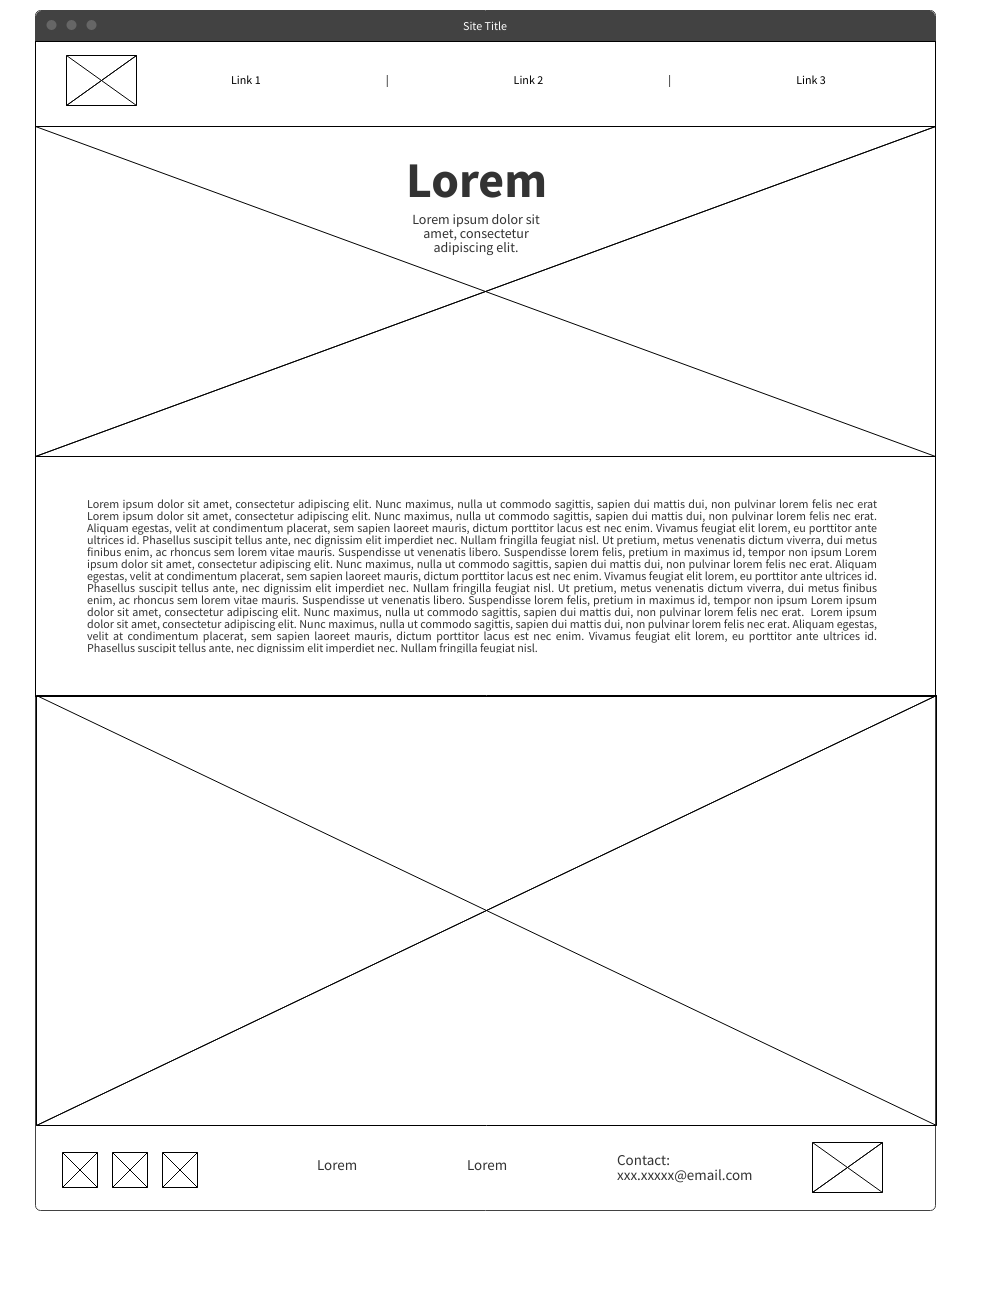 Site Title
Link 1 | Link 2 | Link 3
Lorem
Lorem ipsum dolor sit
amet, consectetur
adipiscing elit.
Lorem ipsum dolor sit amet, consectetur adipiscing elit. Nunc maximus, nulla ut commodo sagittis, sapien dui mattis dui, non pulvinar lorem felis nec erat
Lorem ipsum dolor sit amet, consectetur adipiscing elit. Nunc maximus, nulla ut commodo sagittis, sapien dui mattis dui, non pulvinar lorem felis nec erat.
Aliquam egestas, velit at condimentum placerat, sem sapien laoreet mauris, dictum porttitor lacus est nec enim. Vivamus feugiat elit lorem, eu porttitor ante
ultrices id. Phasellus suscipit tellus ante, nec dignissim elit imperdiet nec. Nullam fringilla feugiat nisl. Ut pretium, metus venenatis dictum viverra, dui metus
finibus enim, ac rhoncus sem lorem vitae mauris. Suspendisse ut venenatis libero. Suspendisse lorem felis, pretium in maximus id, tempor non ipsum Lorem
ipsum dolor sit amet, consectetur adipiscing elit. Nunc maximus, nulla ut commodo sagittis, sapien dui mattis dui, non pulvinar lorem felis nec erat. Aliquam
egestas, velit at condimentum placerat, sem sapien laoreet mauris, dictum porttitor lacus est nec enim. Vivamus feugiat elit lorem, eu porttitor ante ultrices id.
Phasellus suscipit tellus ante, nec dignissim elit imperdiet nec. Nullam fringilla feugiat nisl. Ut pretium, metus venenatis dictum viverra, dui metus finibus
enim, ac rhoncus sem lorem vitae mauris. Suspendisse ut venenatis libero. Suspendisse lorem felis, pretium in maximus id, tempor non ipsum Lorem ipsum
dolor sit amet, consectetur adipiscing elit. Nunc maximus, nulla ut commodo sagittis, sapien dui mattis dui, non pulvinar lorem felis nec erat.  Lorem ipsum
dolor sit amet, consectetur adipiscing elit. Nunc maximus, nulla ut commodo sagittis, sapien dui mattis dui, non pulvinar lorem felis nec erat. Aliquam egestas,
velit at condimentum placerat, sem sapien laoreet mauris, dictum porttitor lacus est nec enim. Vivamus feugiat elit lorem, eu porttitor ante ultrices id.
Phasellus suscipit tellus ante, nec dignissim elit imperdiet nec. Nullam fringilla feugiat nisl.
Lorem
Lorem
Contact:
xxx.xxxxx@email.com